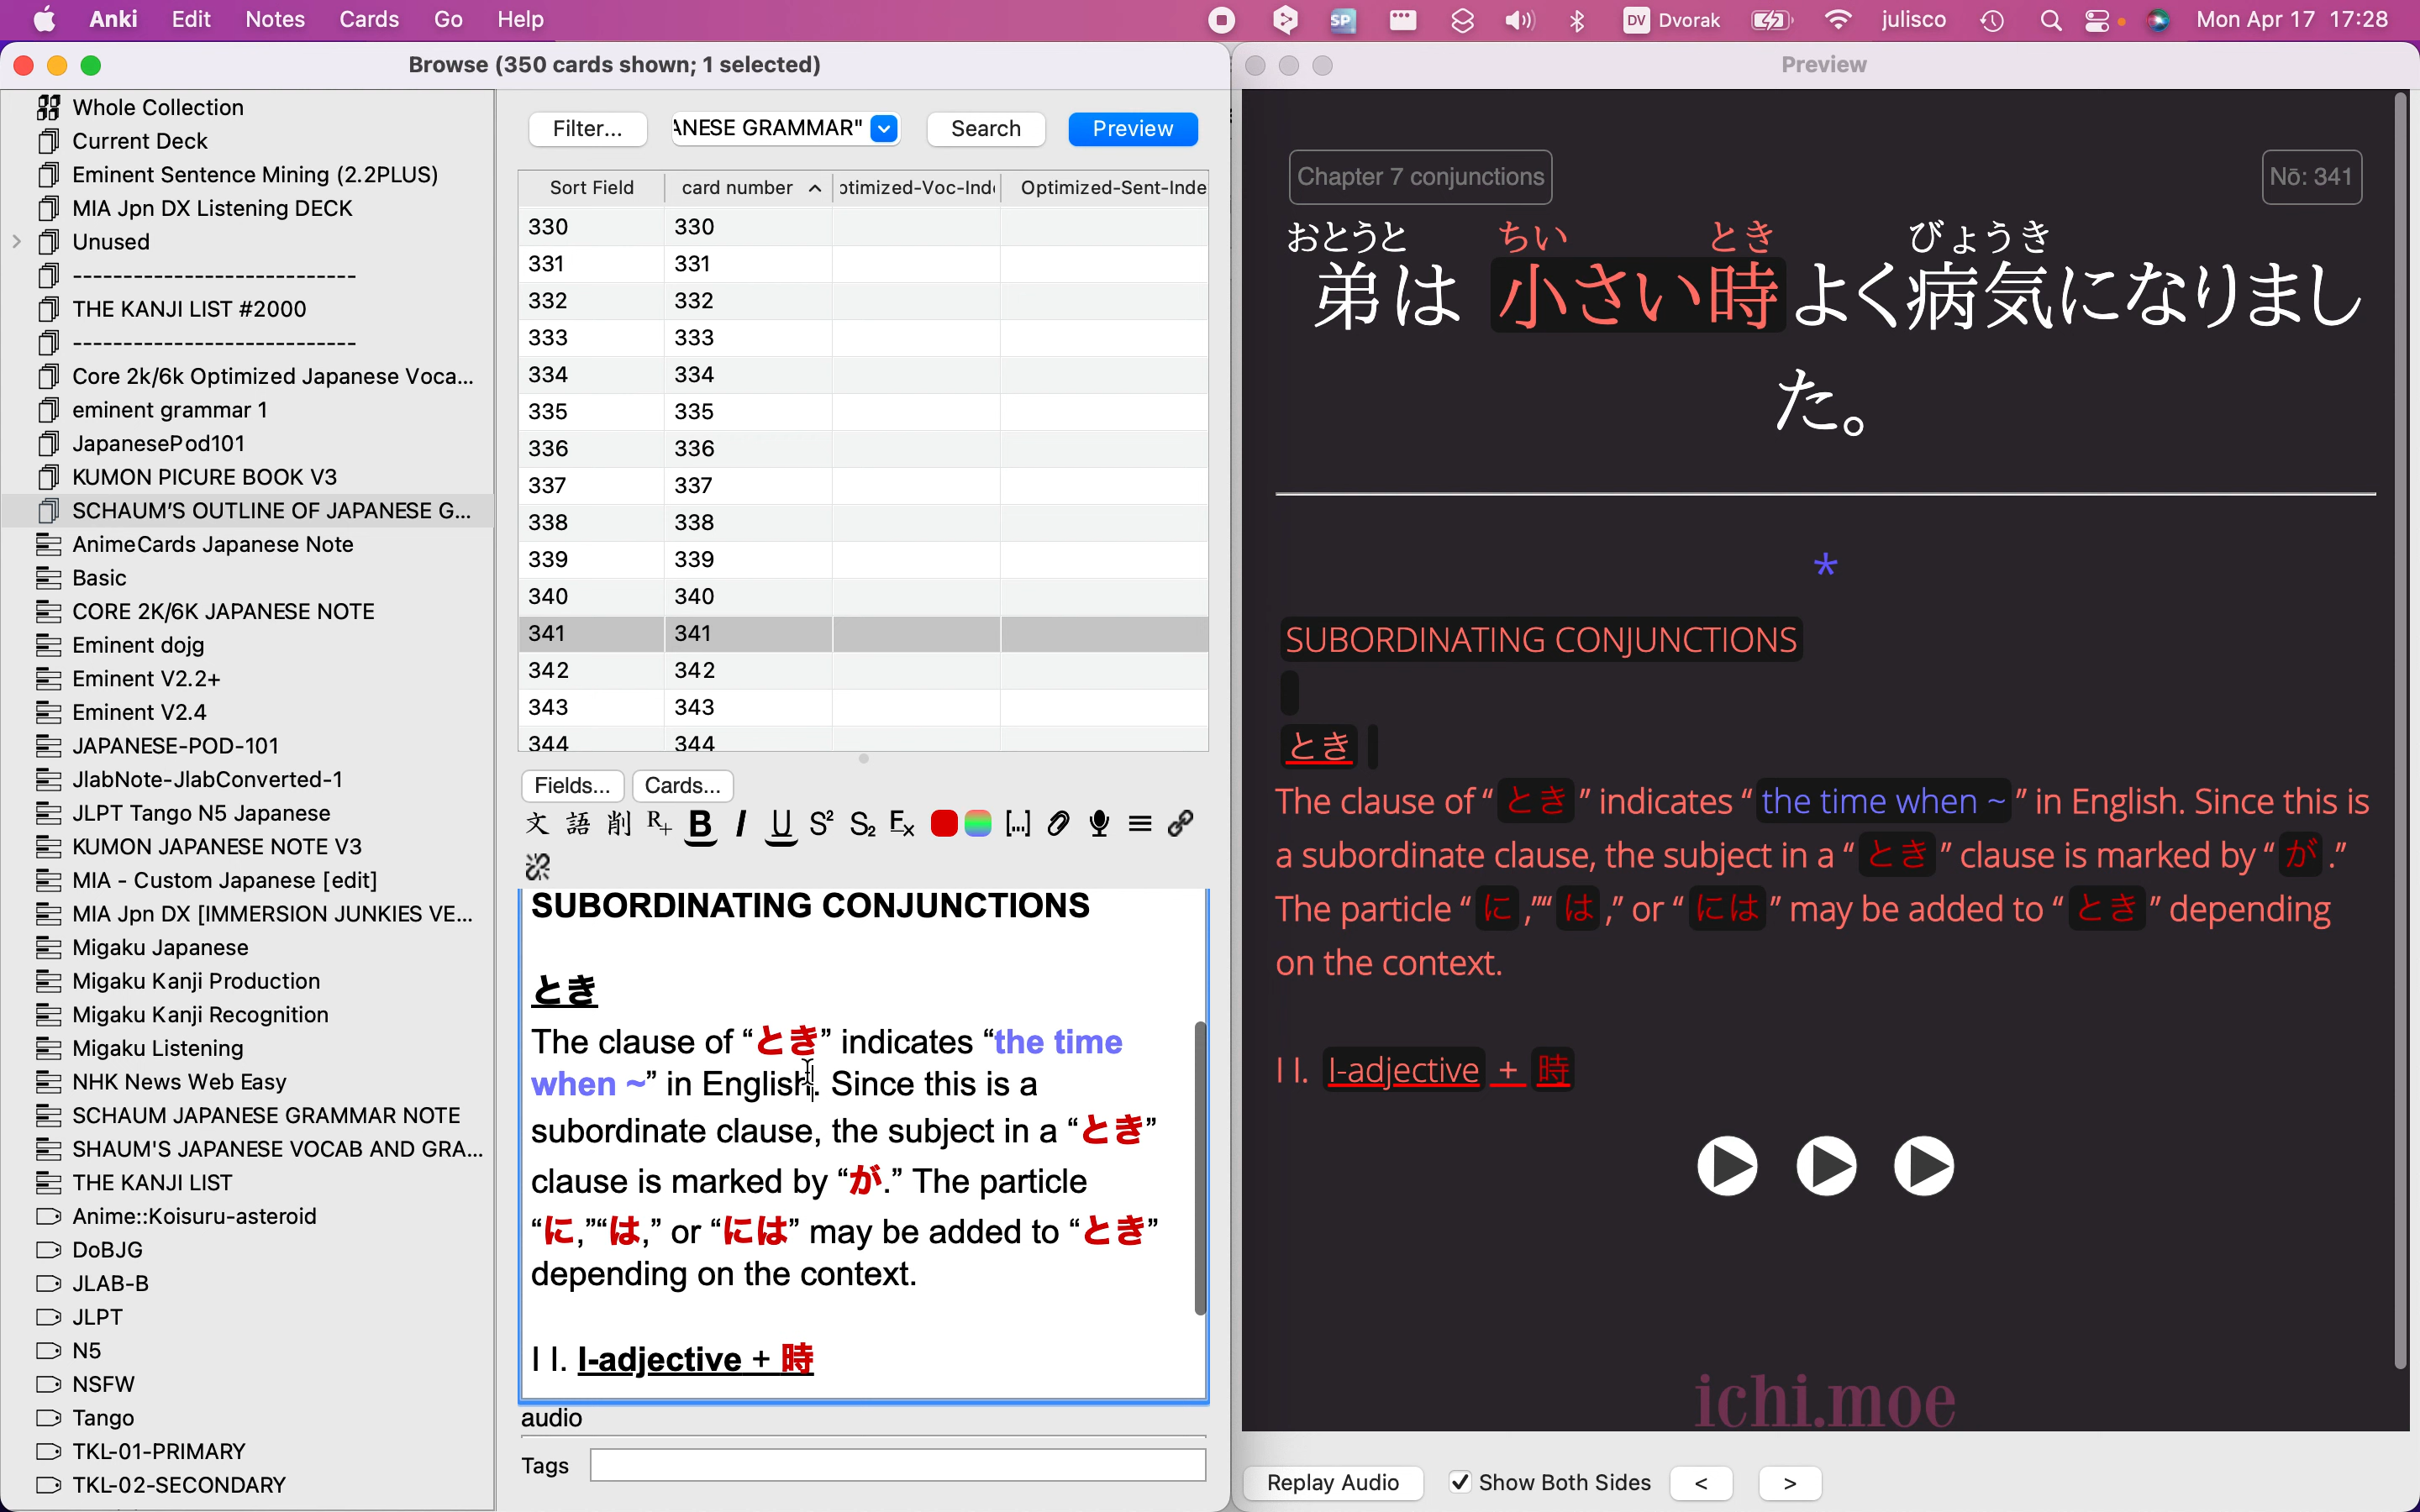 Anki Edit Notes Cards Go Help
SP DV Dvorak julisco Mon Apr 17 17:28
Browse (350 cards shown; 1 selected)
Whole Collection
Current Deck
Eminent Sentence Mining (2.2PLUS)
MIA Jpn DX Listening DECK
Unused
----------------------------
THE KANJI LIST #2000
----------------------------
Core 2k/6k Optimized Japanese Voca...
eminent grammar 1
JapanesePod101
KUMON PICURE BOOK V3
SCHAUM'S OUTLINE OF JAPANESE G...
AnimeCards Japanese Note
Basic
CORE 2K/6K JAPANESE NOTE
Eminent dojg
Eminent V2.2+
Eminent V2.4
JAPANESE-POD-101
JlabNote-JlabConverted-1
JLPT Tango N5 Japanese
KUMON JAPANESE NOTE V3
MIA - Custom Japanese [edit]
MIA Jpn DX [IMMERSION JUNKIES VE...
Migaku Japanese
Migaku Kanji Production
Migaku Kanji Recognition
Migaku Listening
NHK News Web Easy
SCHAUM JAPANESE GRAMMAR NOTE
SHAUM'S JAPANESE VOCAB AND GRA...
THE KANJI LIST
Anime::Koisuru-asteroid
DoBJG
JLAB-B
JLPT
N5
NSFW
Tango
TKL-01-PRIMARY
TKL-02-SECONDARY
Filter... ANESE GRAMMAR" Search Preview
Sort Field card number otimized-Voc-Ind Optimized-Sent-Inde
330 330
331 331
332 332
333 333
334 334
335 335
336 336
337 337
338 338
339 339
340 340
341 341
342 342
343 343
344 344
Fields... Cards...
文 語 削 R+ B I U S² S₂ Ex [...]
SUBORDINATING CONJUNCTIONS
とき
The clause of “とき” indicates “the time
when ~” in English. Since this is a
subordinate clause, the subject in a “とき”
clause is marked by “が.” The particle
“に,”“は,” or “には” may be added to “とき”
depending on the context.
I I. I-adjective + 時
audio
Tags
Preview
Chapter 7 conjunctions Nō: 341
おとうと ちい とき びょうき
弟は 小さい時よく病気になりまし
た。
*
SUBORDINATING CONJUNCTIONS
とき
The clause of “とき” indicates “the time when ~” in English. Since this is
a subordinate clause, the subject in a “とき” clause is marked by “が.”
The particle “に,”“は,” or “には” may be added to “とき” depending
on the context.
I I. I-adjective + 時
ichi.moe
Replay Audio Show Both Sides < >